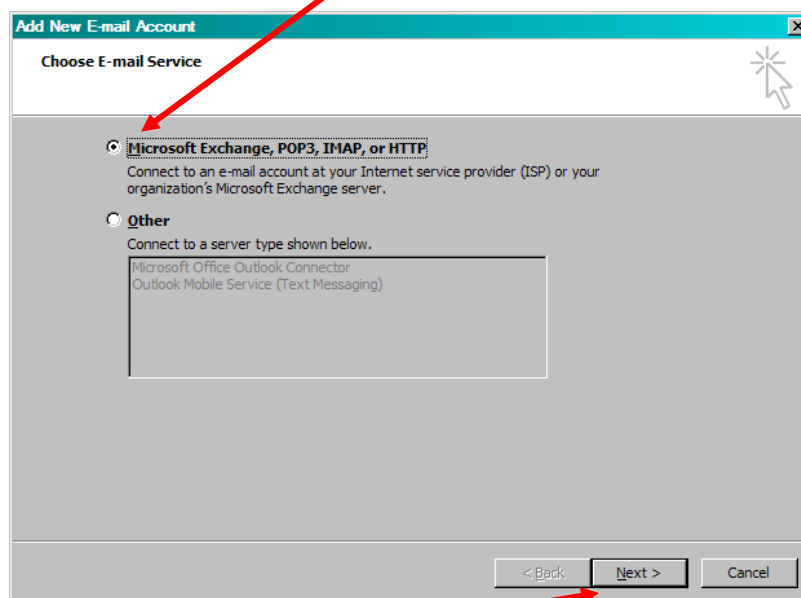 Add New E-mail Account
Choose E-mail Service
Microsoft Exchange, POP3, IMAP, or HTTP
Connect to an e-mail account at your Internet service provider (ISP) or your
organization's Microsoft Exchange server.
Other
Connect to a server type shown below.
Microsoft Office Outlook Connector
Outlook Mobile Service (Text Messaging)
< Back
Next >
Cancel